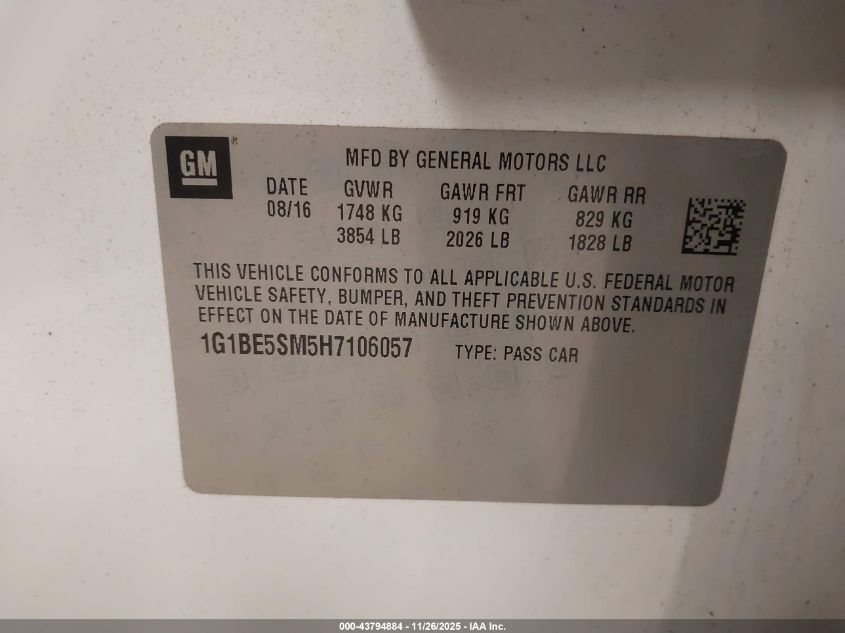 GM®
MFD BY GENERAL MOTORS LLC
DATE GVWR GAWR FRT GAWR RR
08/16 1748 KG 919 KG 829 KG
3854 LB 2026 LB 1828 LB
THIS VEHICLE CONFORMS TO ALL APPLICABLE U.S. FEDERAL MOTOR
VEHICLE SAFETY, BUMPER, AND THEFT PREVENTION STANDARDS IN
EFFECT ON THE DATE OF MANUFACTURE SHOWN ABOVE.
1G1BE5SM5H7106057 TYPE: PASS CAR
000-43794884 - 11/26/2025 - IAA Inc.